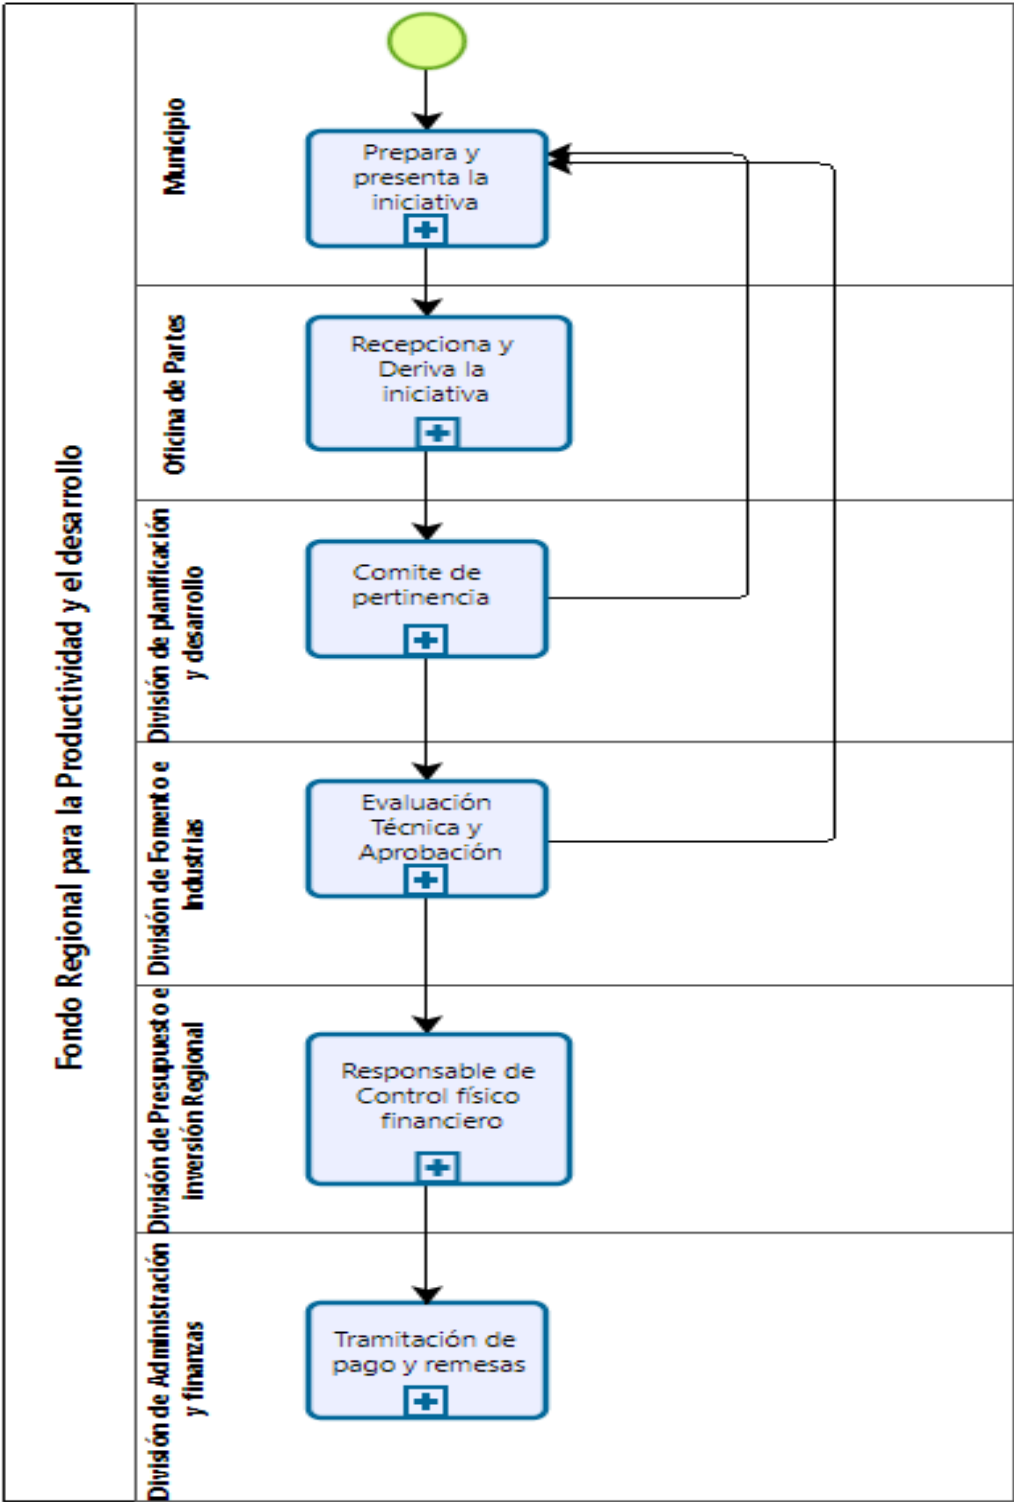 Fondo Regional para la Productividad y el desarrollo
Municipio
Prepara y
presenta la
iniciativa
Oficina de Partes
Recepciona y
Deriva la
iniciativa
División de planificación
y desarrollo
Comite de
pertinencia
División de Fomento e
Industrias
Evaluación
Técnica y
Aprobación
División de Presupuesto e
inversión Regional
Responsable de
Control físico
financiero
División de Administración
y finanzas
Tramitación de
pago y remesas